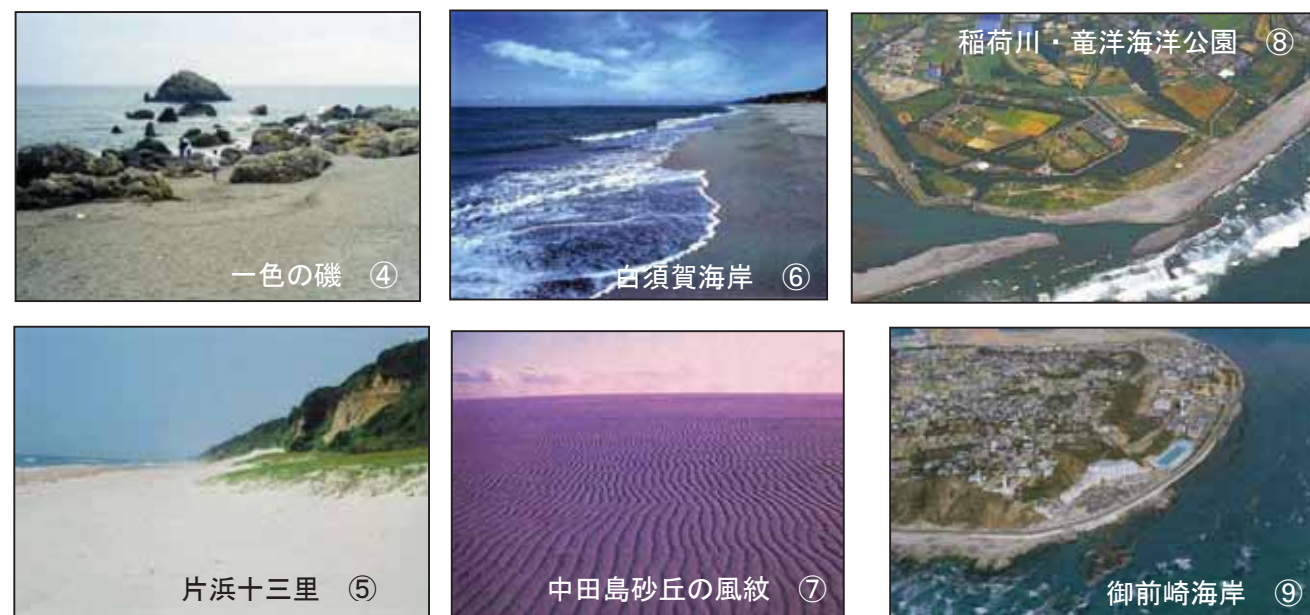 一色の磯 ④
白須賀海岸 ⑥
稲荷川・竜洋海洋公園 ⑧
片浜十三里 ⑤
中田島砂丘の風紋 ⑦
御前崎海岸 ⑨